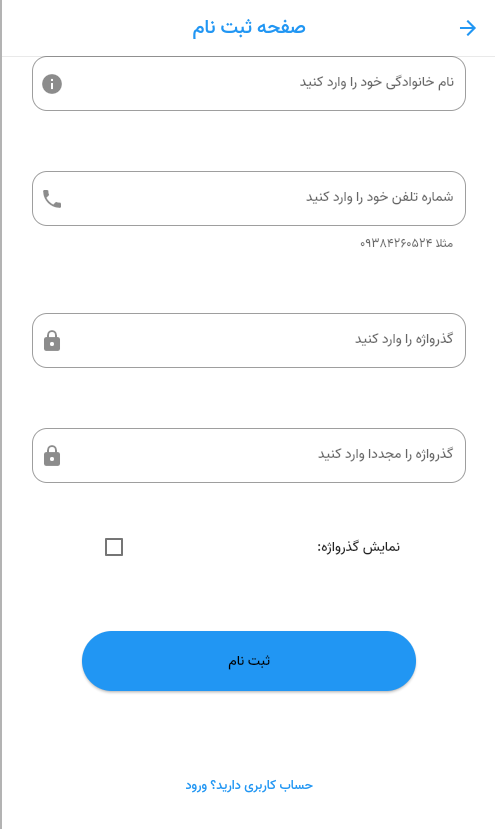 صفحه ثبت نام
نام خانوادگی خود را وارد کنید
شماره تلفن خود را وارد کنید
مثلا ۰۹۳۸۴۲۶۰۵۲۴
گذرواژه را وارد کنید
گذرواژه را مجددا وارد کنید
نمایش گذرواژه:
ثبت نام
حساب کاربری دارید؟ ورود